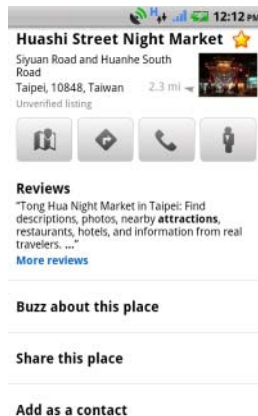 H 12:12 PM
Huashi Street Night Market
Siyuan Road and Huanhe South
Road
Taipei, 10848, Taiwan 2.3 mi
Unverified listing
Reviews
"Tong Hua Night Market in Taipei: Find
descriptions, photos, nearby attractions,
restaurants, hotels, and information from real
travelers. ..."
More reviews
Buzz about this place
Share this place
Add as a contact